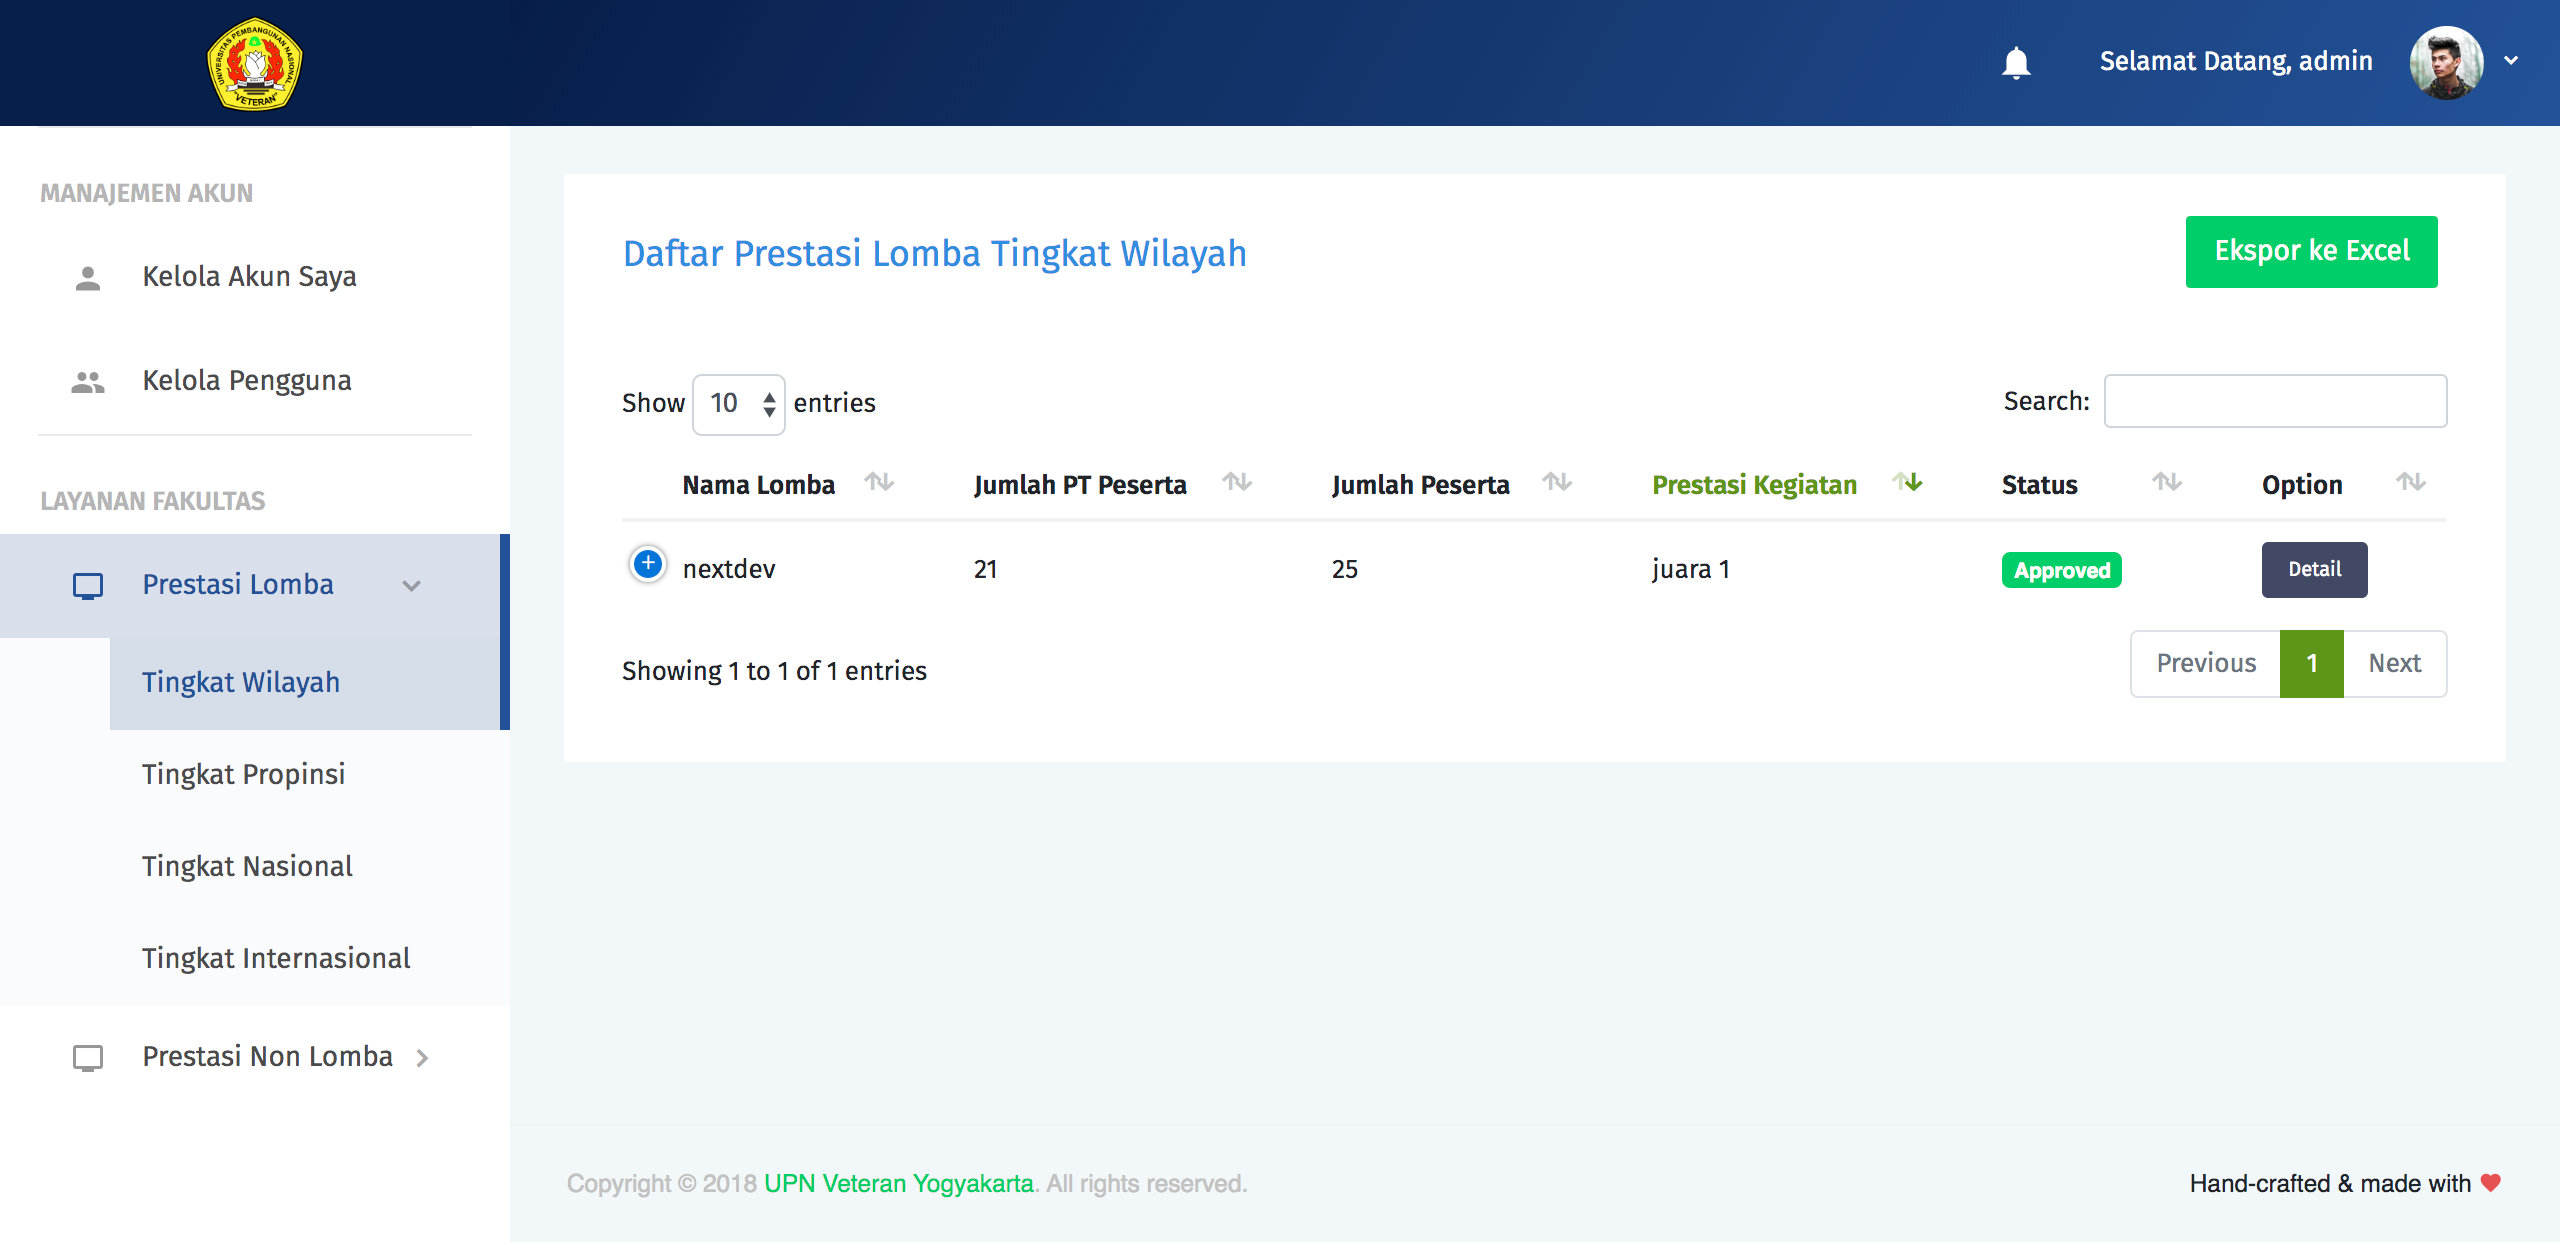 UNIVERSITAS PEMBANGUNAN NASIONAL
"VETERAN"
Selamat Datang, admin
MANAJEMEN AKUN
Kelola Akun Saya
Kelola Pengguna
LAYANAN FAKULTAS
Prestasi Lomba
Tingkat Wilayah
Tingkat Propinsi
Tingkat Nasional
Tingkat Internasional
Prestasi Non Lomba
Daftar Prestasi Lomba Tingkat Wilayah
Ekspor ke Excel
Show 10 entries
Search:
Nama Lomba Jumlah PT Peserta Jumlah Peserta Prestasi Kegiatan Status Option
nextdev 21 25 juara 1 Approved Detail
Showing 1 to 1 of 1 entries
Previous 1 Next
Copyright © 2018 UPN Veteran Yogyakarta. All rights reserved.
Hand-crafted & made with